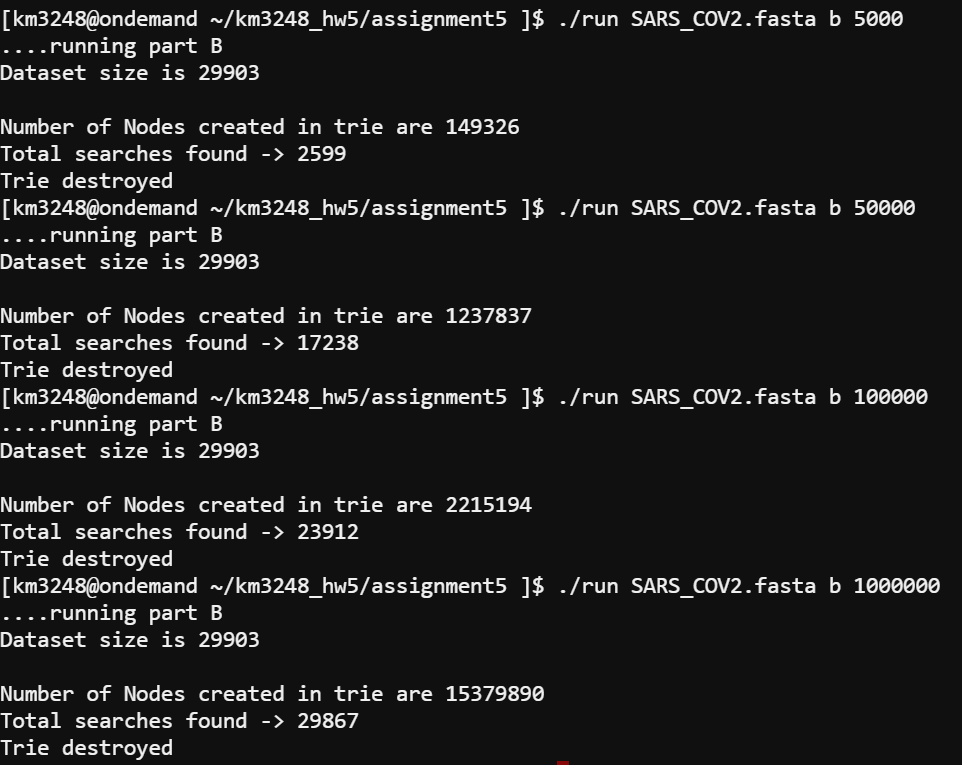 [km3248@ondemand ~/km3248_hw5/assignment5 ]$ ./run SARS_COV2.fasta b 5000
....running part B
Dataset size is 29903

Number of Nodes created in trie are 149326
Total searches found -> 2599
Trie destroyed
[km3248@ondemand ~/km3248_hw5/assignment5 ]$ ./run SARS_COV2.fasta b 50000
....running part B
Dataset size is 29903

Number of Nodes created in trie are 1237837
Total searches found -> 17238
Trie destroyed
[km3248@ondemand ~/km3248_hw5/assignment5 ]$ ./run SARS_COV2.fasta b 100000
....running part B
Dataset size is 29903

Number of Nodes created in trie are 2215194
Total searches found -> 23912
Trie destroyed
[km3248@ondemand ~/km3248_hw5/assignment5 ]$ ./run SARS_COV2.fasta b 1000000
....running part B
Dataset size is 29903

Number of Nodes created in trie are 15379890
Total searches found -> 29867
Trie destroyed